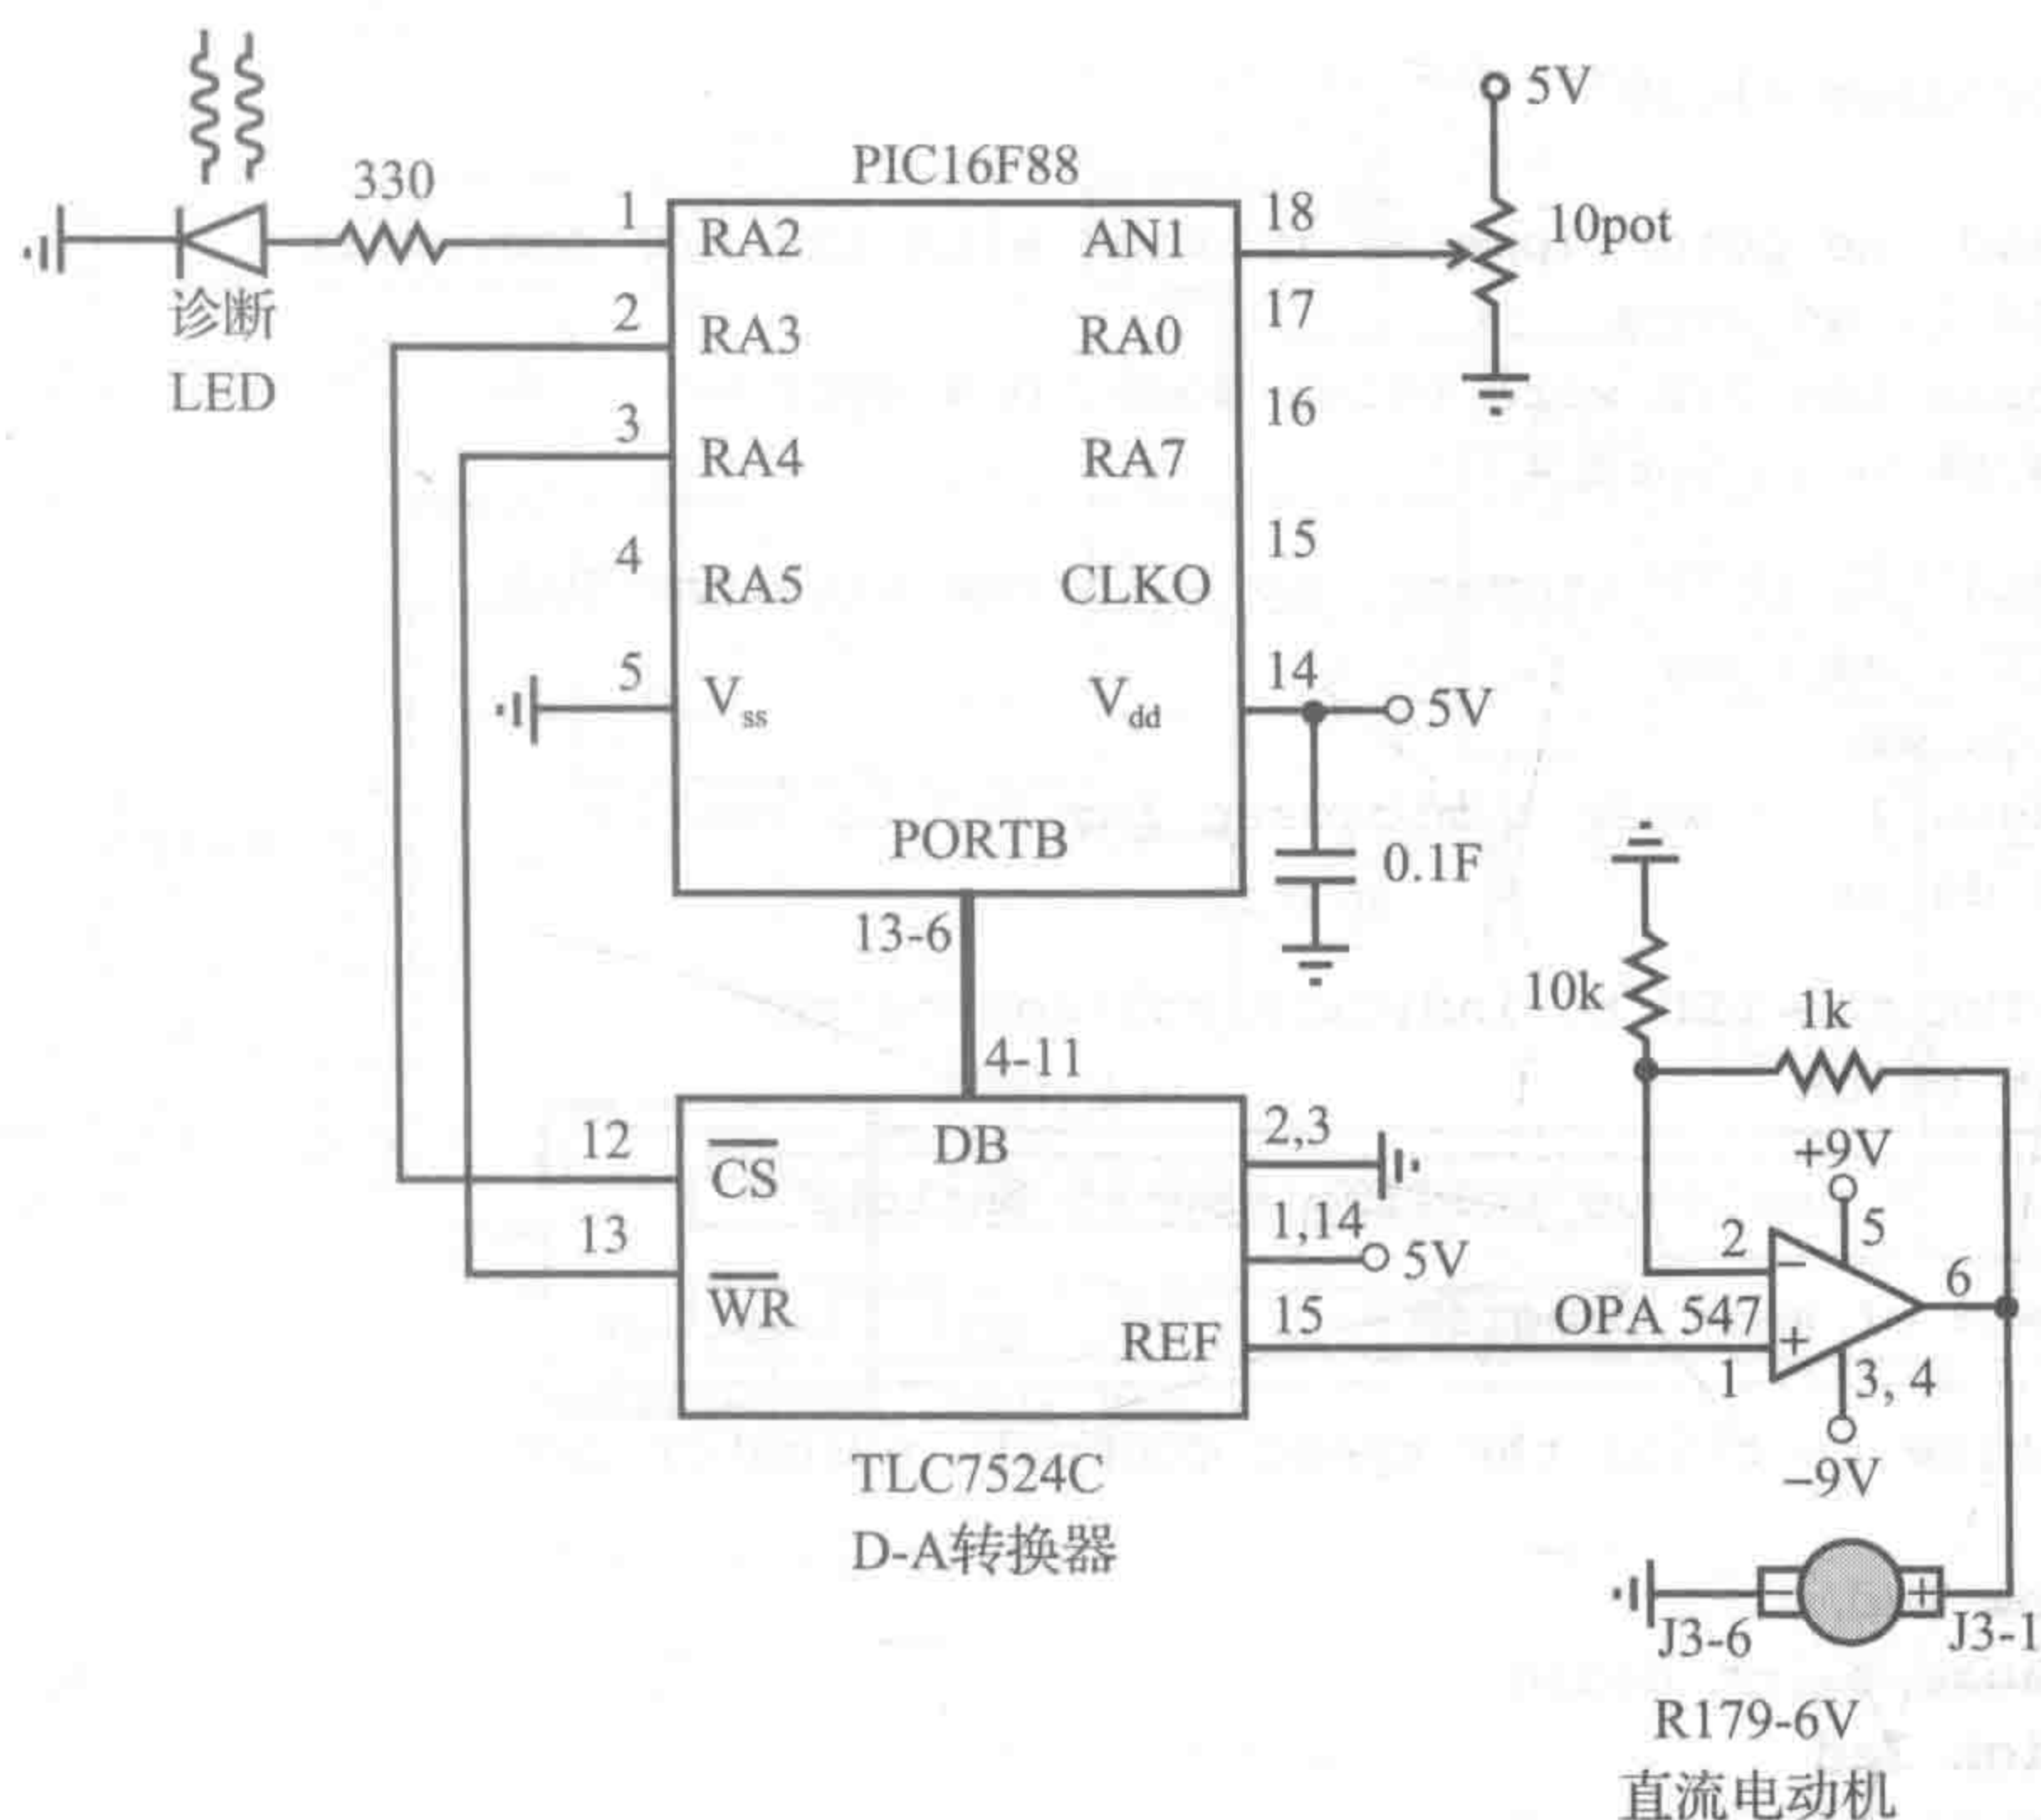 5V
330
PIC16F88
10pot
1
RA2
AN1
18
诊断
LED
2
RA3
RA0
17
3
RA4
RA7
16
4
RA5
CLKO
15
5
Vss
Vdd
14
5V
0.1F
PORTB
13-6
4-11
10k
1k
12
CS
DB
2,3
13
WR
1,14
5V
REF
15
TLC7524C
D-A转换器
+9V
5
2
−
OPA 547
6
+
1
3, 4
−9V
−
+
J3-6
J3-1
R179-6V
直流电动机